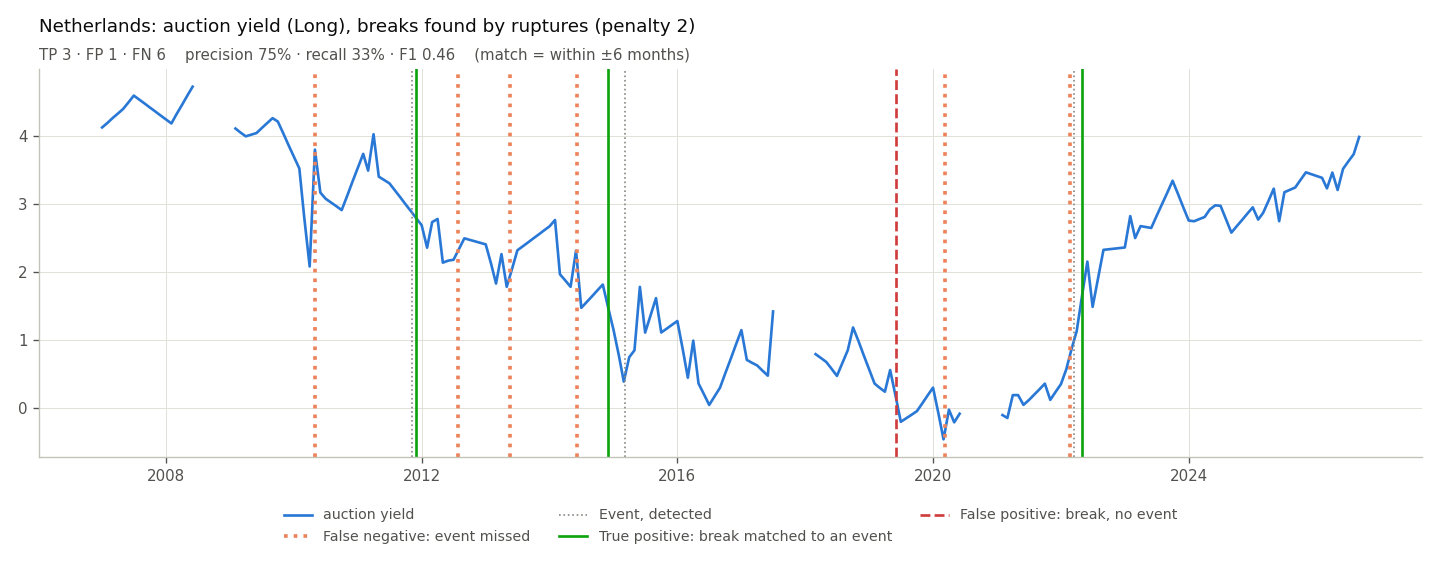 Netherlands: auction yield (Long), breaks found by ruptures (penalty 2)
TP 3 · FP 1 · FN 6    precision 75% · recall 33% · F1 0.46    (match = within ±6 months)
4
3
2
1
0
2008 2012 2016 2020 2024
auction yield
False negative: event missed
Event, detected
True positive: break matched to an event
False positive: break, no event